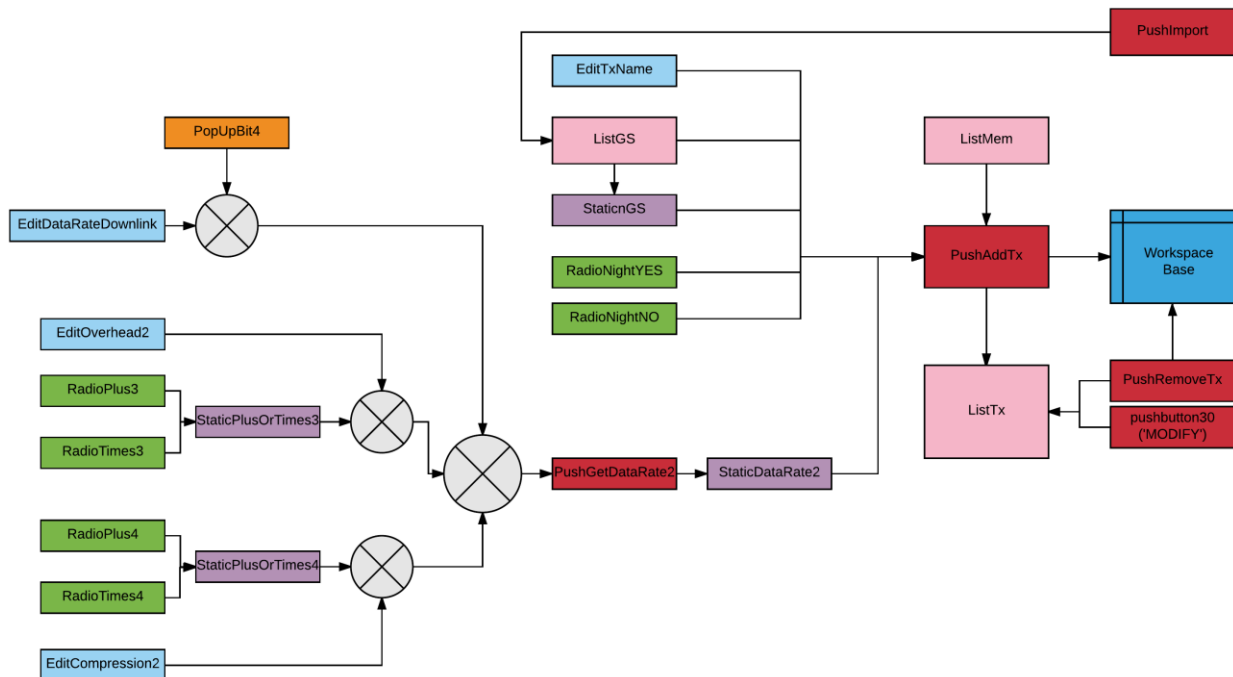 PushImport
EditTxName
PopUpBit4
ListGS
ListMem
StaticnGS
EditDataRateDownlink
PushAddTx
Workspace
Base
RadioNightYES
RadioNightNO
EditOverhead2
RadioPlus3
PushRemoveTx
StaticPlusOrTimes3
ListTx
pushbutton30
('MODIFY')
RadioTimes3
PushGetDataRate2
StaticDataRate2
RadioPlus4
StaticPlusOrTimes4
RadioTimes4
EditCompression2